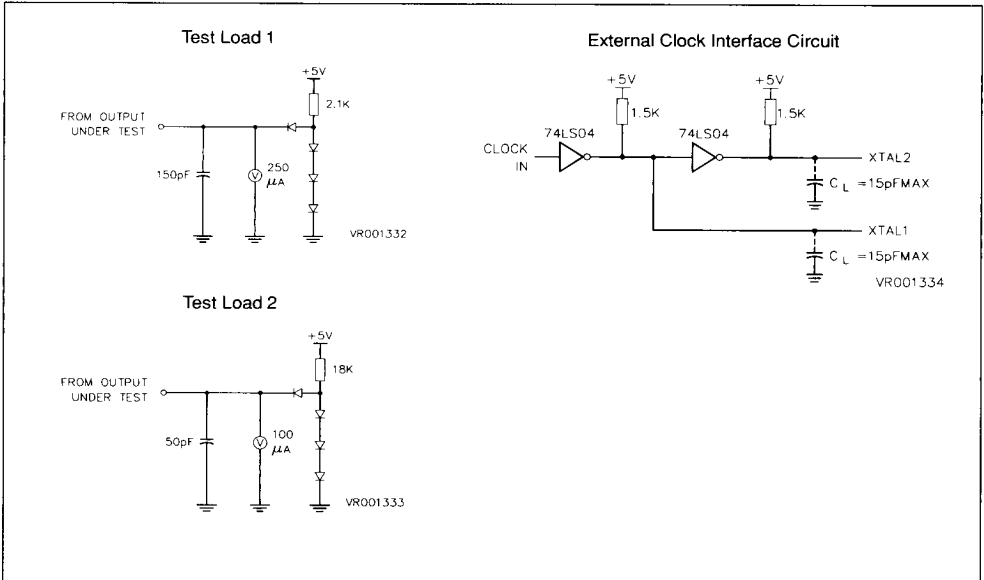 Test Load 1
+5V
2.1K
FROM OUTPUT
UNDER TEST
150pF
V
250
μA
VR001332
Test Load 2
+5V
18K
FROM OUTPUT
UNDER TEST
50pF
V
100
μA
VR001333
External Clock Interface Circuit
+5V
+5V
1.5K
1.5K
74LS04
74LS04
CLOCK
IN
XTAL2
C L =15pFMAX
XTAL1
C L =15pFMAX
VR001334